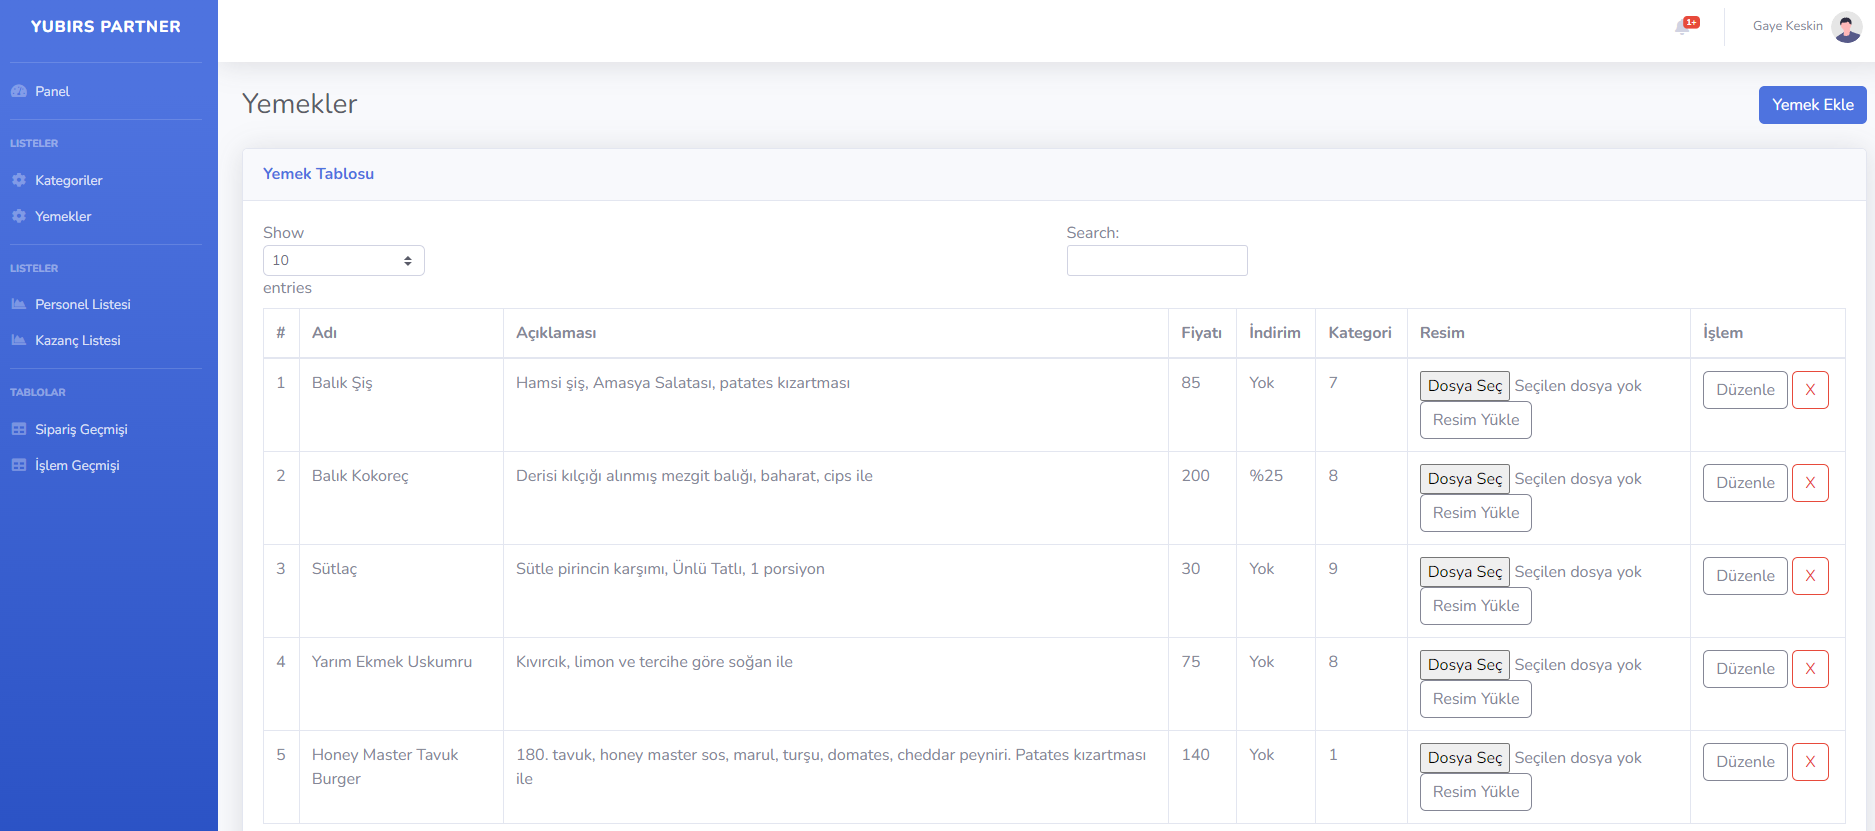 YUBIRS PARTNER
1+
Gaye Keskin
Panel
LISTELER
Kategoriler
Yemekler
LISTELER
Personel Listesi
Kazanç Listesi
TABLOLAR
Sipariş Geçmişi
İşlem Geçmişi
Yemekler
Yemek Ekle
Yemek Tablosu
Show
10
entries
Search:
# Adı Açıklaması Fiyatı İndirim Kategori Resim İşlem
1 Balık Şiş Hamsi şiş, Amasya Salatası, patates kızartması 85 Yok 7 Dosya Seç Seçilen dosya yok Düzenle X
Resim Yükle
2 Balık Kokoreç Derisi kılçığı alınmış mezgit balığı, baharat, cips ile 200 %25 8 Dosya Seç Seçilen dosya yok Düzenle X
Resim Yükle
3 Sütlaç Sütle pirincin karşımı, Ünlü Tatlı, 1 porsiyon 30 Yok 9 Dosya Seç Seçilen dosya yok Düzenle X
Resim Yükle
4 Yarım Ekmek Uskumru Kıvırcık, limon ve tercihe göre soğan ile 75 Yok 8 Dosya Seç Seçilen dosya yok Düzenle X
Resim Yükle
5 Honey Master Tavuk 180. tavuk, honey master sos, marul, turşu, domates, cheddar peyniri. Patates kızartması 140 Yok 1 Dosya Seç Seçilen dosya yok Düzenle X
Burger ile Resim Yükle